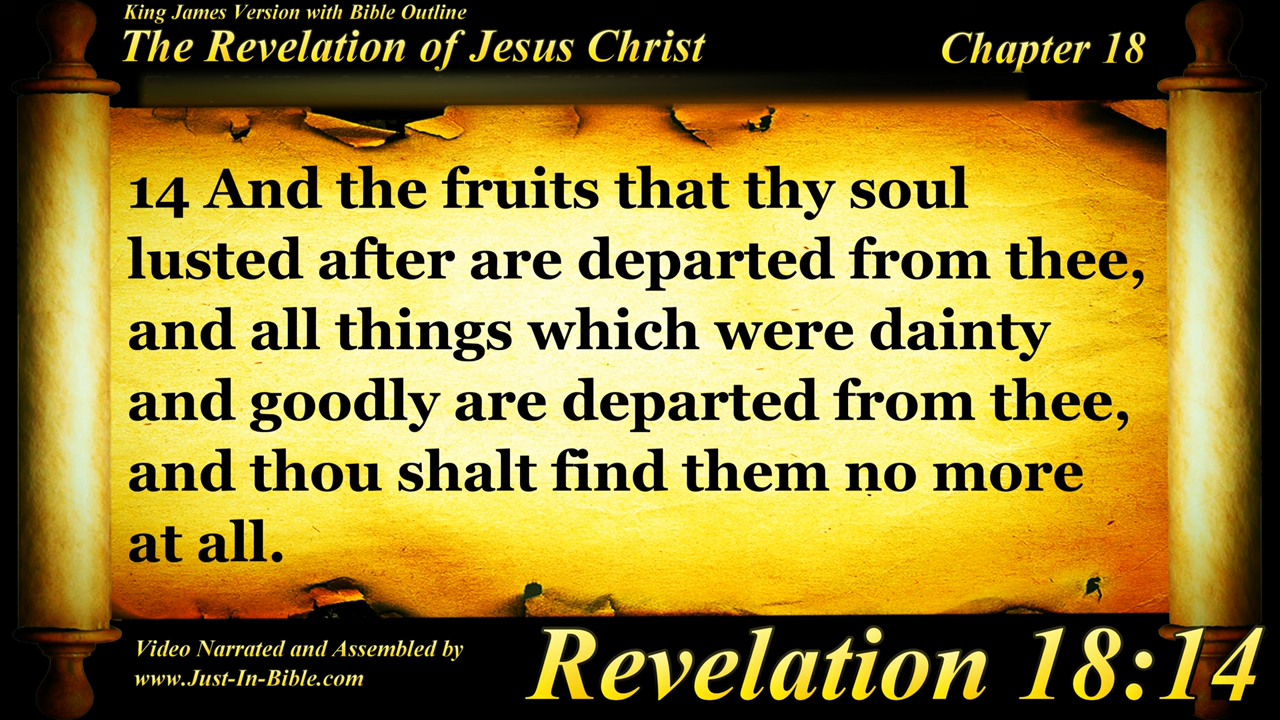 King James Version with Bible Outline
The Revelation of Jesus Christ
Chapter 18
14 And the fruits that thy soul
lusted after are departed from thee,
and all things which were dainty
and goodly are departed from thee,
and thou shalt find them no more
at all.
Video Narrated and Assembled by
www.Just-In-Bible.com
Revelation 18:14